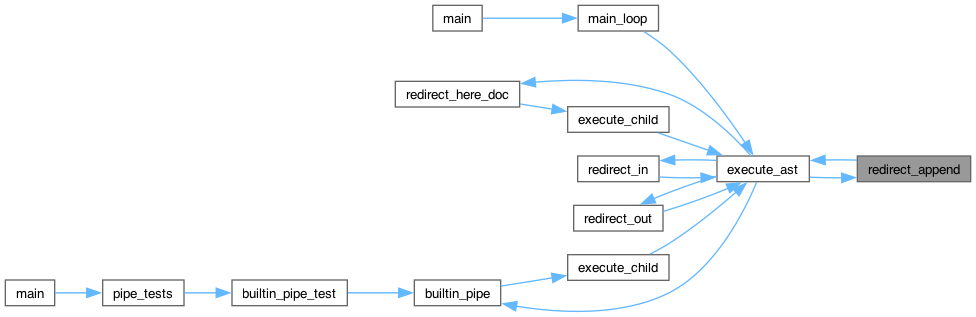 main
main_loop
redirect_here_doc
execute_child
redirect_in
execute_ast
redirect_append
redirect_out
execute_child
main
pipe_tests
builtin_pipe_test
builtin_pipe